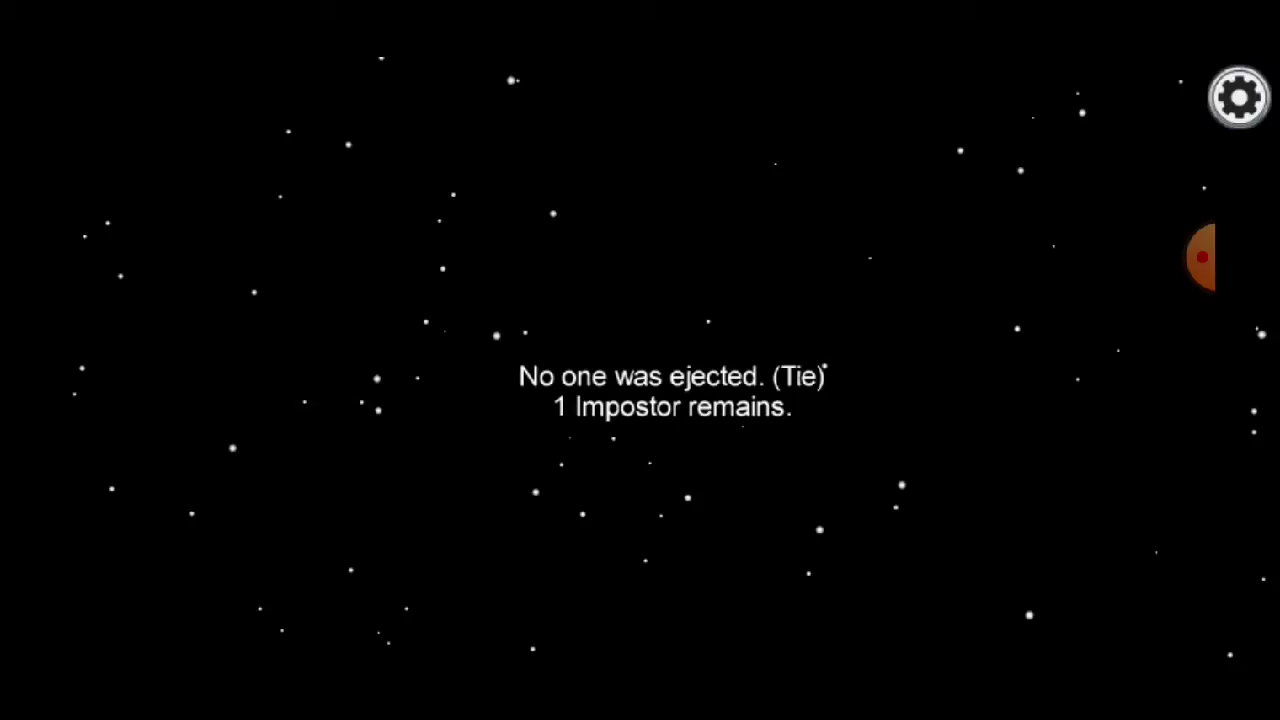 No one was ejected. (Tie)
1 Impostor remains.